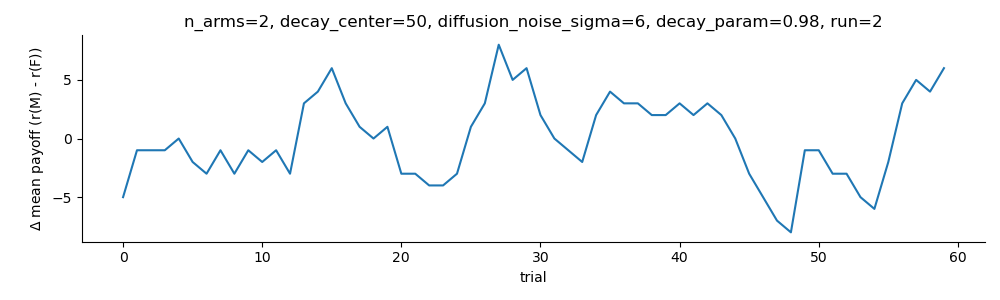 n_arms=2, decay_center=50, diffusion_noise_sigma=6, decay_param=0.98, run=2
Δ mean payoff (r(M) - r(F))
5
0
−5
0 10 20 30 40 50 60
trial